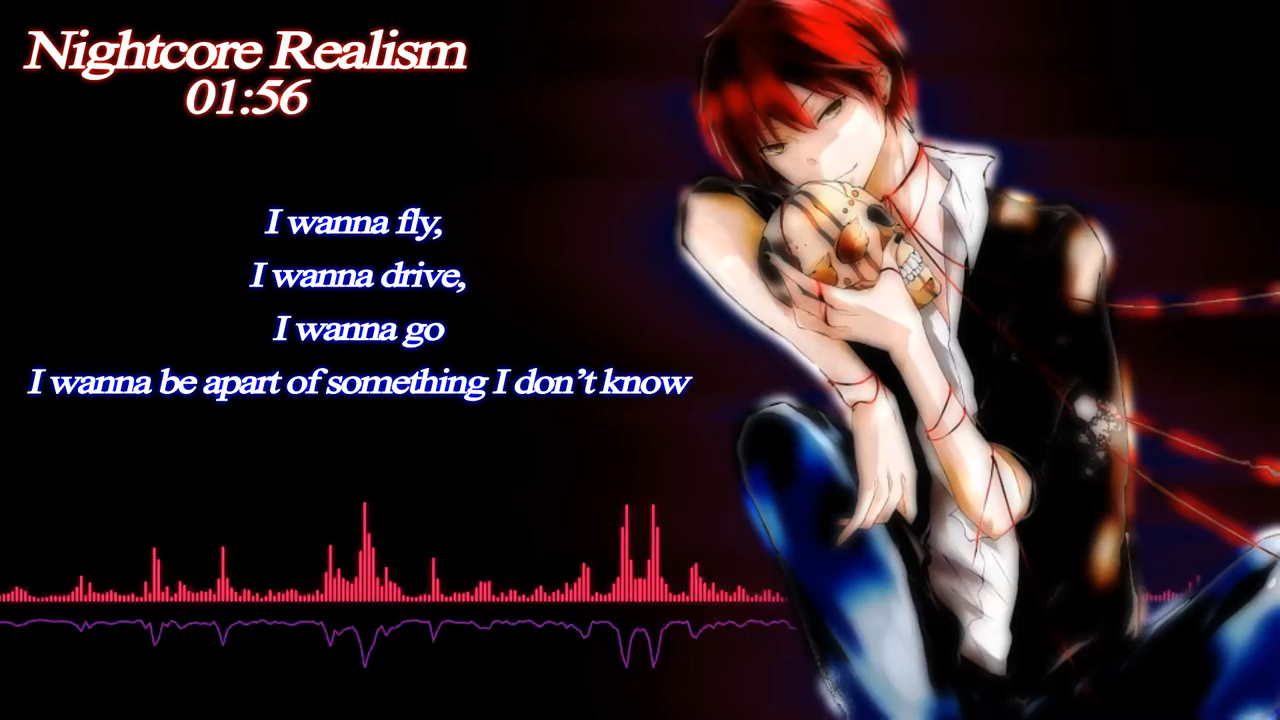 Nightcore Realism
01:56
I wanna fly,
I wanna drive,
I wanna go
I wanna be apart of something I don’t know